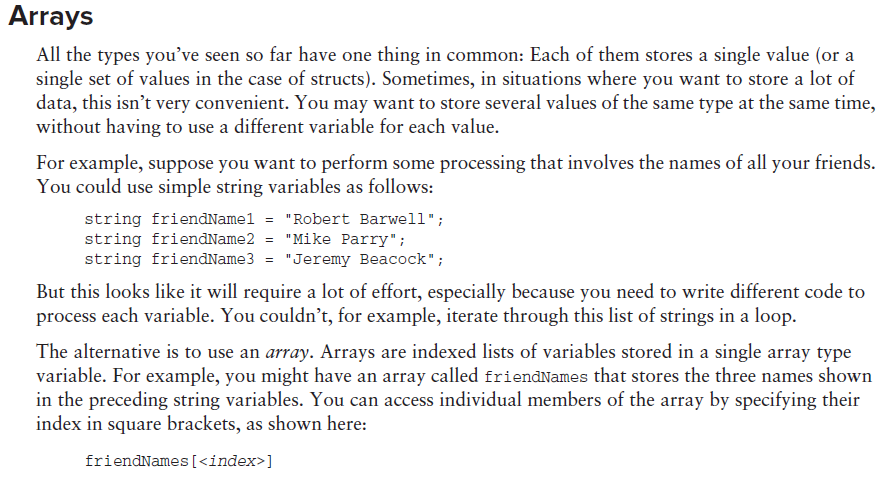 Arrays
All the types you’ve seen so far have one thing in common: Each of them stores a single value (or a
single set of values in the case of structs). Sometimes, in situations where you want to store a lot of
data, this isn’t very convenient. You may want to store several values of the same type at the same time,
without having to use a different variable for each value.
For example, suppose you want to perform some processing that involves the names of all your friends.
You could use simple string variables as follows:
string friendName1 = "Robert Barwell";
string friendName2 = "Mike Parry";
string friendName3 = "Jeremy Beacock";
But this looks like it will require a lot of effort, especially because you need to write different code to
process each variable. You couldn’t, for example, iterate through this list of strings in a loop.
The alternative is to use an array. Arrays are indexed lists of variables stored in a single array type
variable. For example, you might have an array called friendNames that stores the three names shown
in the preceding string variables. You can access individual members of the array by specifying their
index in square brackets, as shown here:
friendNames[<index>]